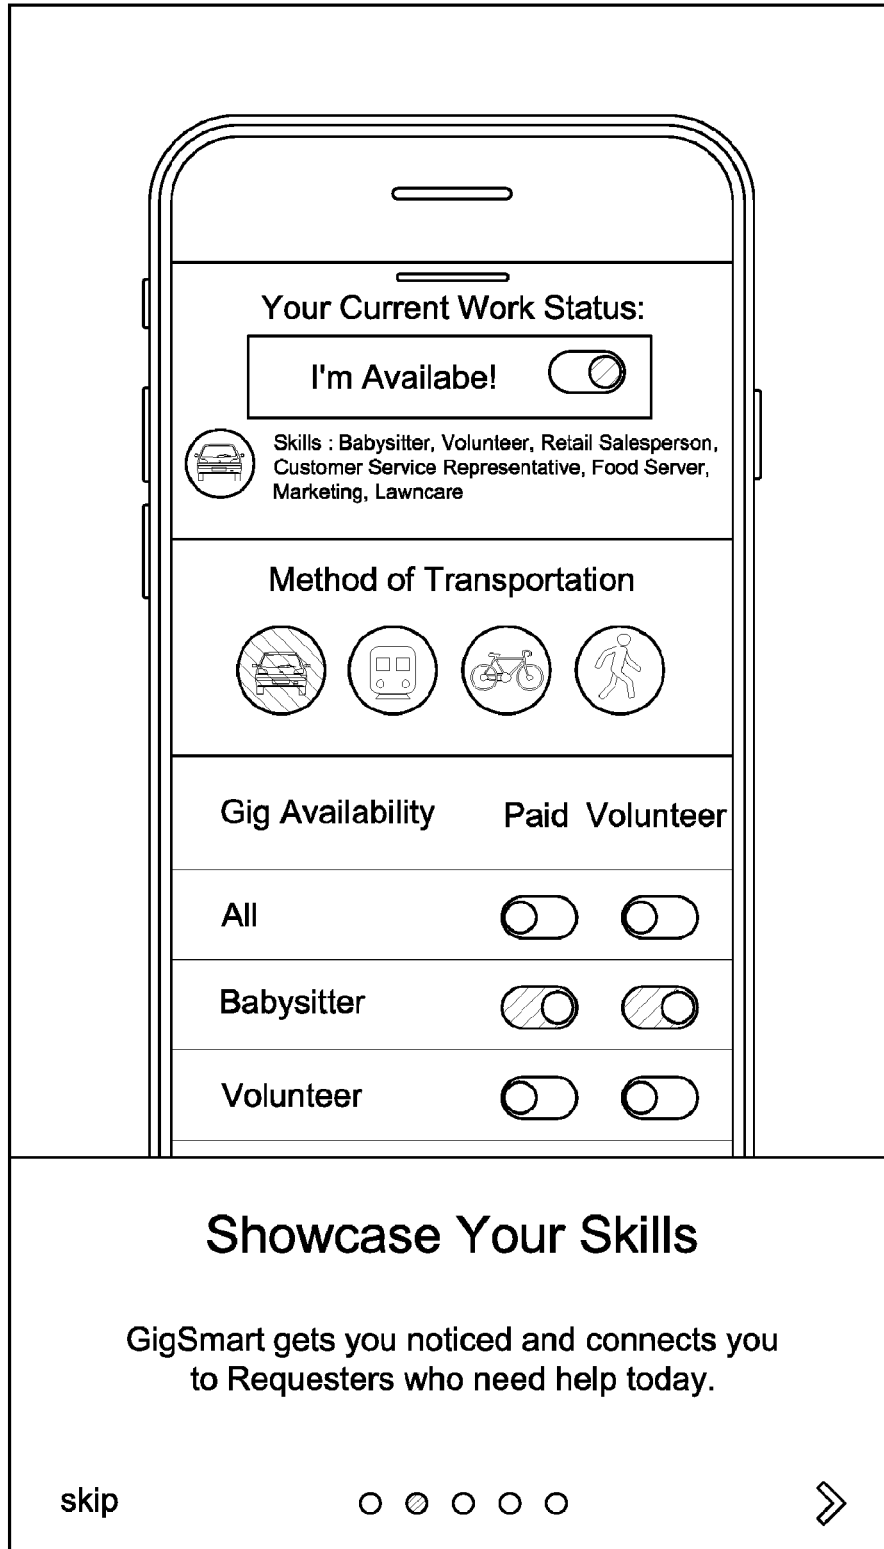 Your Current Work Status:
I'm Availabe!
Skills : Babysitter, Volunteer, Retail Salesperson,
Customer Service Representative, Food Server,
Marketing, Lawncare
Method of Transportation
Gig Availability Paid Volunteer
All
Babysitter
Volunteer
Showcase Your Skills
GigSmart gets you noticed and connects you
to Requesters who need help today.
skip